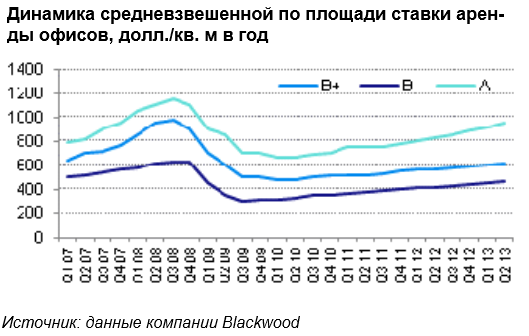 Динамика средневзвешенной по площади ставки арен-
ды офисов, долл./кв. м в год
1400
1200
1000
800
600
400
200
0
B+
B
A
Q1 07
Q2 07
Q3 07
Q4 07
Q1 08
Q2 08
Q3 08
Q4 08
Q1 09
Q2 09
Q3 09
Q4 09
Q1 10
Q2 10
Q3 10
Q4 10
Q1 11
Q2 11
Q3 11
Q4 11
Q1 12
Q2 12
Q3 12
Q4 12
Q1 13
Q2 13
Источник: данные компании Blackwood